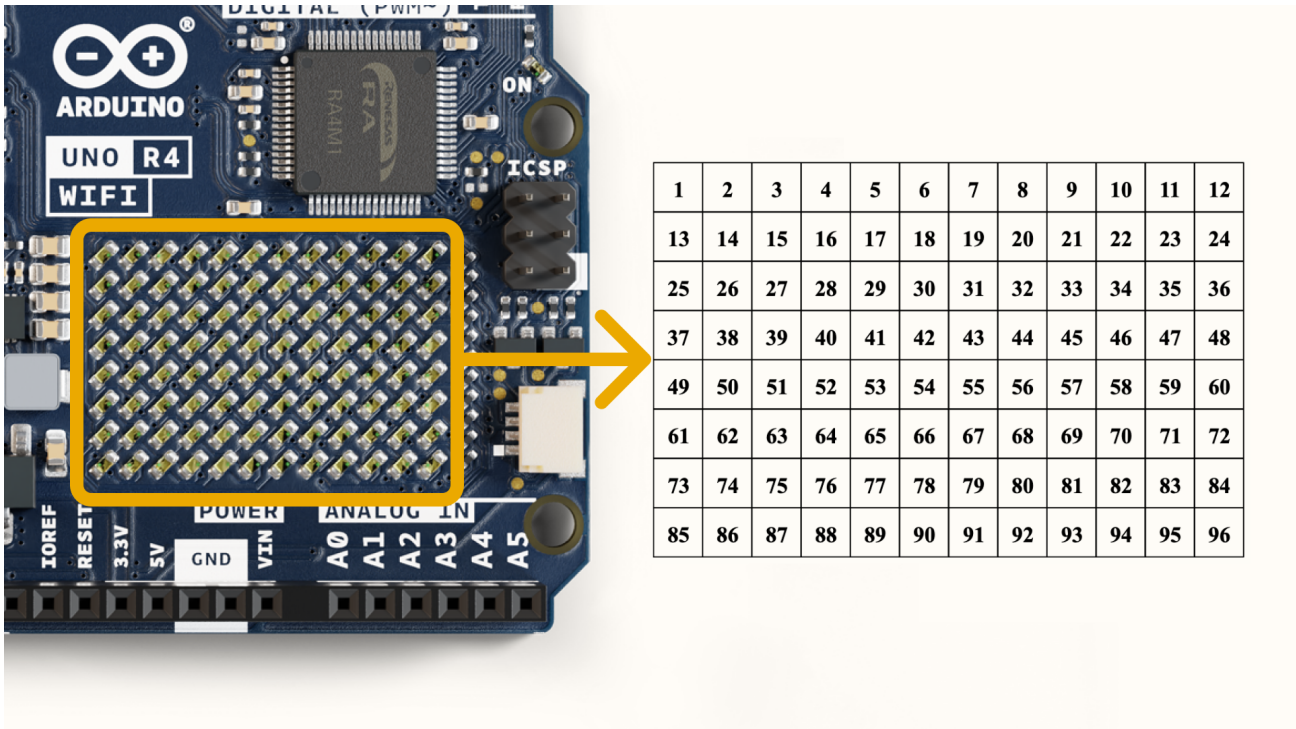 DIGITAL (PWM~)
®
ARDUINO
UNO R4
WIFI
RENESAS
RA
RA4M1
ON
ICSP
1 2 3 4 5 6 7 8 9 10 11 12
13 14 15 16 17 18 19 20 21 22 23 24
25 26 27 28 29 30 31 32 33 34 35 36
37 38 39 40 41 42 43 44 45 46 47 48
49 50 51 52 53 54 55 56 57 58 59 60
61 62 63 64 65 66 67 68 69 70 71 72
73 74 75 76 77 78 79 80 81 82 83 84
85 86 87 88 89 90 91 92 93 94 95 96
POWER
ANALOG IN
IOREF
RESET
3.3V
5V
GND
VIN
A0
A1
A2
A3
A4
A5